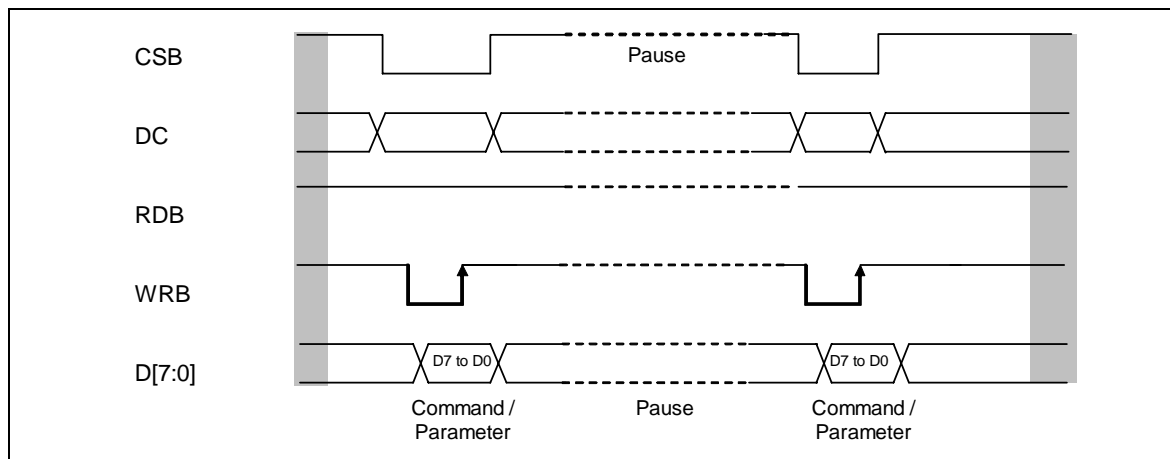 CSB
Pause
DC
RDB
WRB
D[7:0]
D7 to D0
D7 to D0
Command /
Parameter
Pause
Command /
Parameter